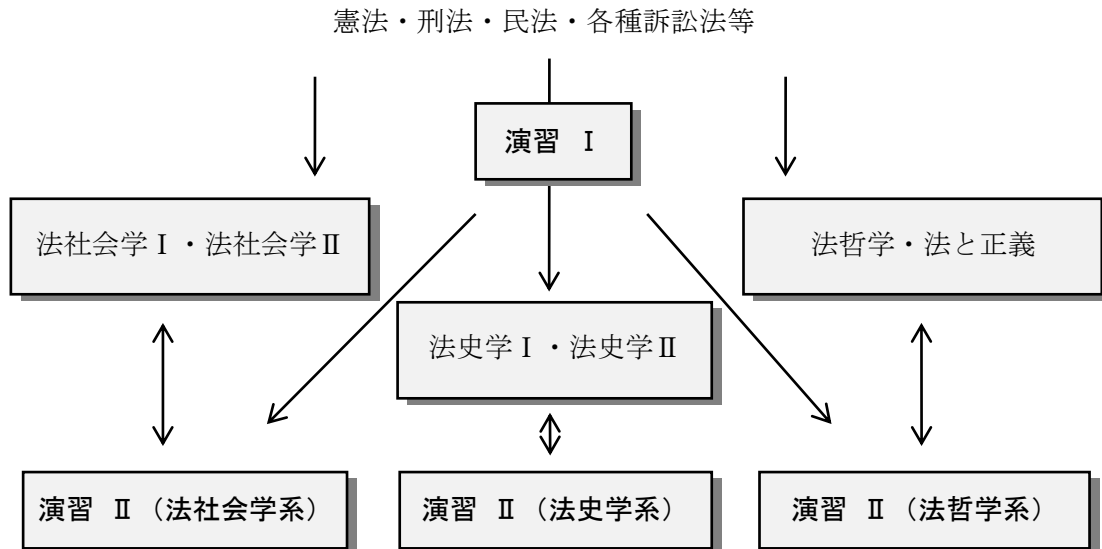 憲法・刑法・民法・各種訴訟法等
演習 Ⅰ
法社会学Ⅰ・法社会学Ⅱ
法哲学・法と正義
法史学Ⅰ・法史学Ⅱ
演習 Ⅱ（法社会学系）
演習 Ⅱ（法史学系）
演習 Ⅱ（法哲学系）